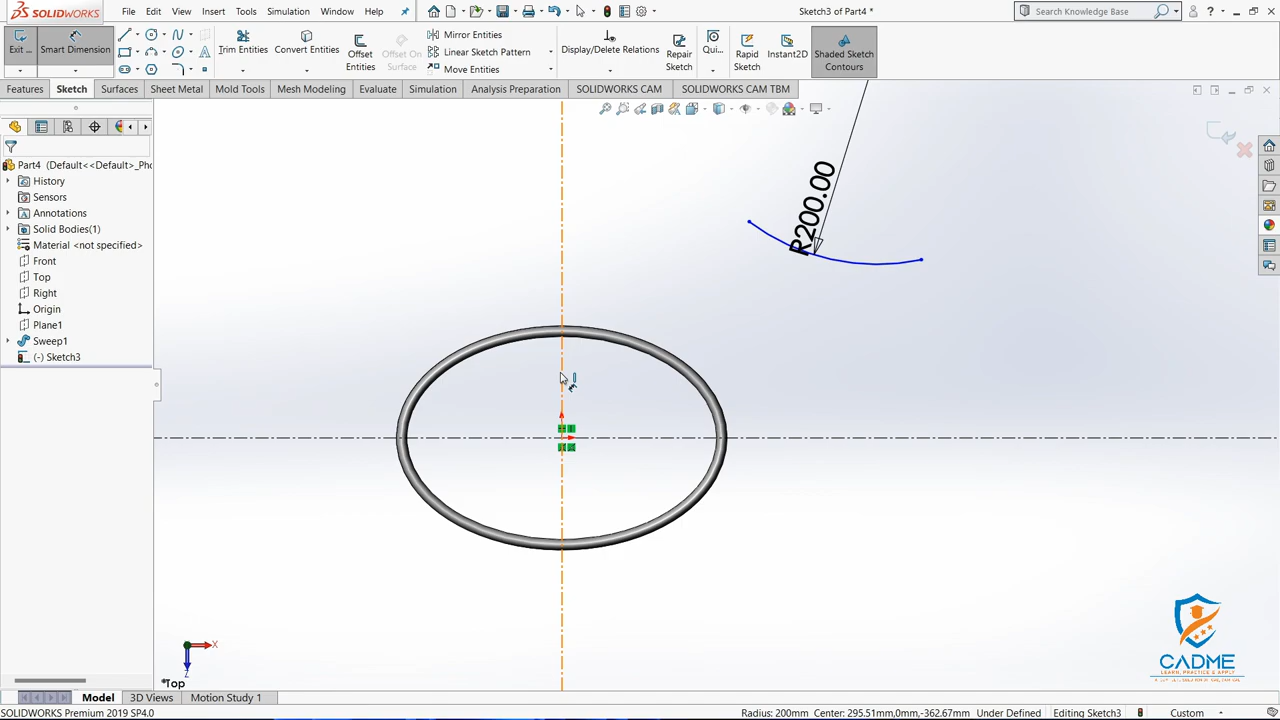 SOLIDWORKS File Edit View Insert Tools Simulation Window Help Sketch3 of Part4 * Search Knowledge Base
Exit ... Smart Dimension Trim Entities Convert Entities Offset Entities Offset On Surface Mirror Entities Linear Sketch Pattern Move Entities Display/Delete Relations Repair Sketch Qui... Rapid Sketch Instant2D Shaded Sketch Contours
Features Sketch Surfaces Sheet Metal Mold Tools Mesh Modeling Evaluate Simulation Analysis Preparation SOLIDWORKS CAM SOLIDWORKS CAM TBM
Part4 (Default<<Default>_Pho
History
Sensors
Annotations
Solid Bodies(1)
Material <not specified>
Front
Top
Right
Origin
Plane1
Sweep1
(-) Sketch3
R200.00
X
Z
*Top
CADME
LEARN, PRACTICE & APPLY
Model 3D Views Motion Study 1
SOLIDWORKS Premium 2019 SP4.0 Radius: 200mm Center: 295.51mm,0mm,-362.67mm Under Defined Editing Sketch3 Custom